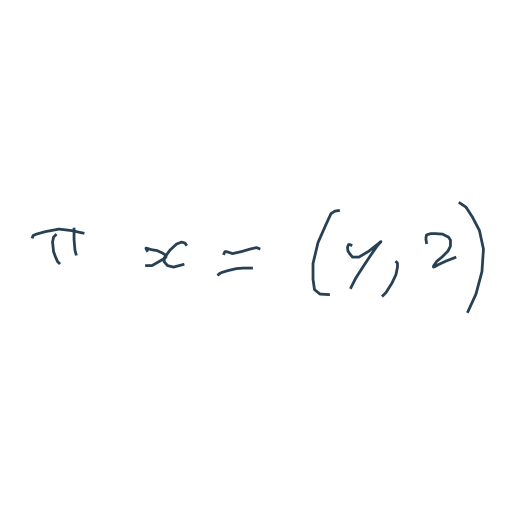 π x = (y, 2)